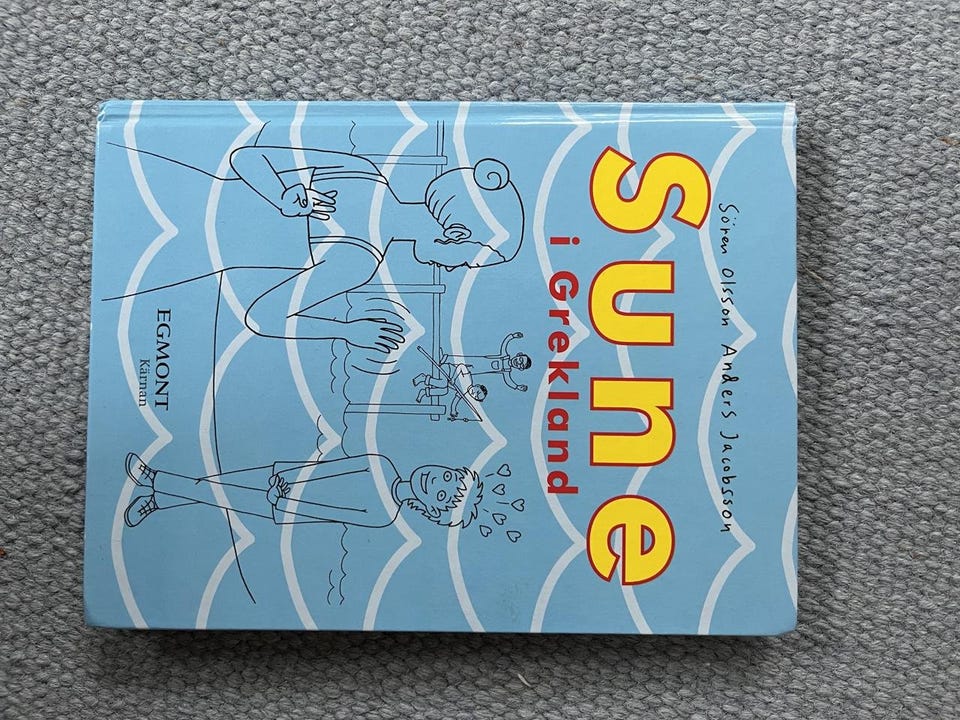 Sören Olsson Anders Jacobsson
Sune
i Grekland
EGMONT
Kärnan